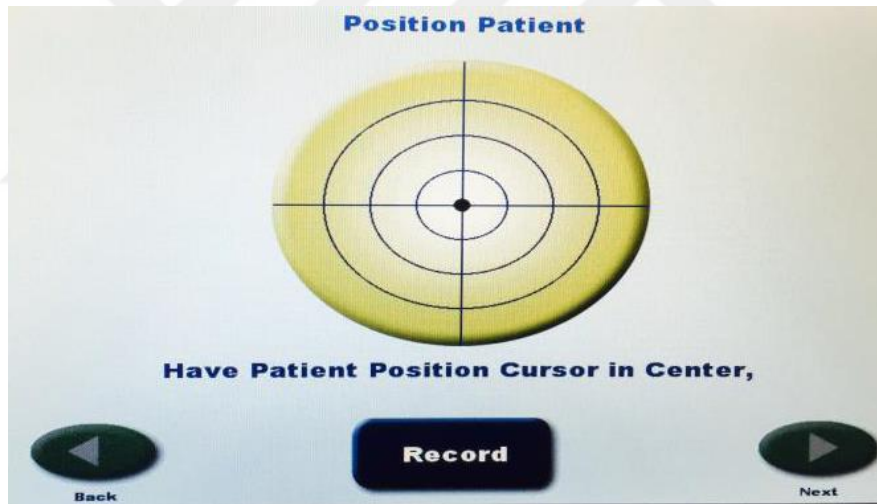 Position Patient
Have Patient Position Cursor in Center,
Record
Back
Next